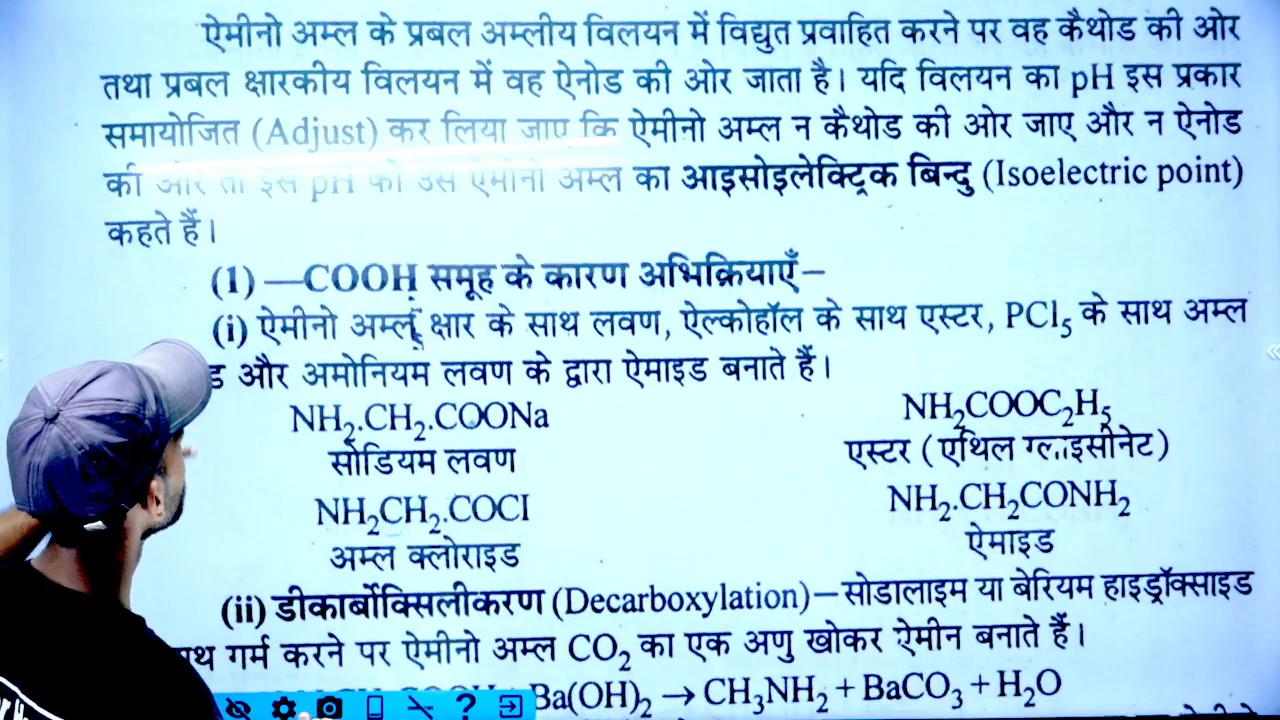 ऐमीनो अम्ल के प्रबल अम्लीय विलयन में विद्युत प्रवाहित करने पर वह कैथोड की ओर
तथा प्रबल क्षारकीय विलयन में वह ऐनोड की ओर जाता है। यदि विलयन का pH इस प्रकार
समायोजित (Adjust) कर लिया जाए कि ऐमीनो अम्ल न कैथोड की ओर जाए और न ऐनोड
की ओर तो इस pH को उस ऐमीनो अम्ल का आइसोइलेक्ट्रिक बिन्दु (Isoelectric point)
कहते हैं।
(1) —COOH समूह के कारण अभिक्रियाएँ–
(i) ऐमीनो अम्ल क्षार के साथ लवण, ऐल्कोहॉल के साथ एस्टर, PCl₅ के साथ अम्ल
और अमोनियम लवण के द्वारा ऐमाइड बनाते हैं।
NH₂.CH₂.COONa NH₂COOC₂H₅
सोडियम लवण एस्टर (एथिल ग्लाइसीनेट)
NH₂CH₂.COCl NH₂.CH₂CONH₂
अम्ल क्लोराइड ऐमाइड
(ii) डीकार्बोक्सिलीकरण (Decarboxylation)–सोडालाइम या बेरियम हाइड्रॉक्साइड
गर्म करने पर ऐमीनो अम्ल CO₂ का एक अणु खोकर ऐमीन बनाते हैं।
Ba(OH)₂ → CH₃NH₂ + BaCO₃ + H₂O